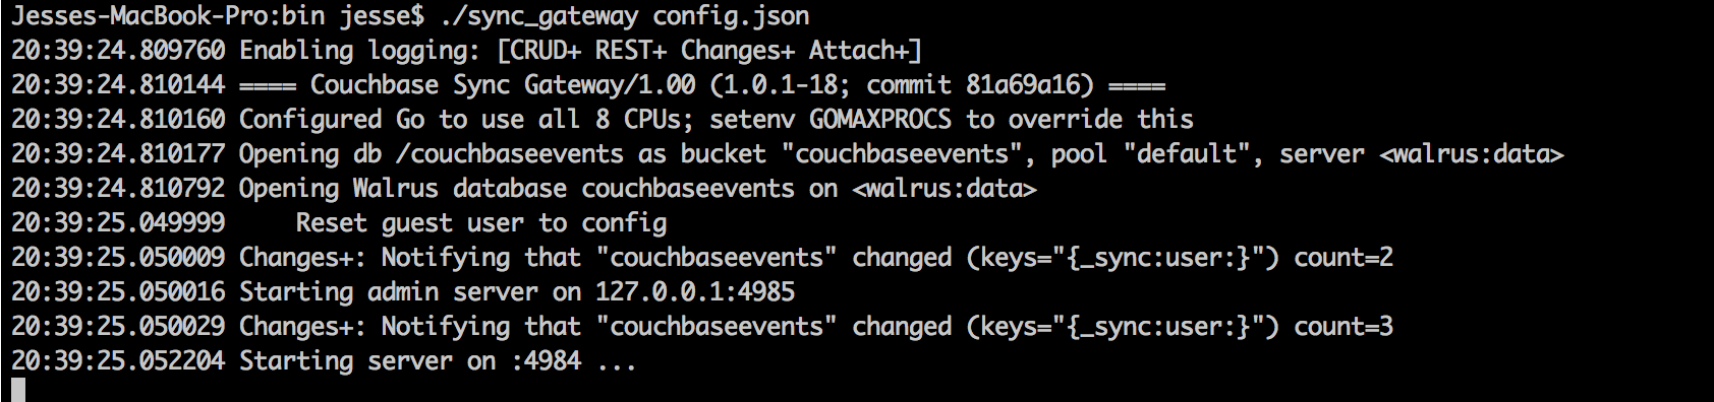 Jesses-MacBook-Pro:bin jesse$ ./sync_gateway config.json
20:39:24.809760 Enabling logging: [CRUD+ REST+ Changes+ Attach+]
20:39:24.810144 ==== Couchbase Sync Gateway/1.00 (1.0.1-18; commit 81a69a16) ====
20:39:24.810160 Configured Go to use all 8 CPUs; setenv GOMAXPROCS to override this
20:39:24.810177 Opening db /couchbaseevents as bucket "couchbaseevents", pool "default", server <walrus:data>
20:39:24.810792 Opening Walrus database couchbaseevents on <walrus:data>
20:39:25.049999     Reset guest user to config
20:39:25.050009 Changes+: Notifying that "couchbaseevents" changed (keys="{_sync:user:}") count=2
20:39:25.050016 Starting admin server on 127.0.0.1:4985
20:39:25.050029 Changes+: Notifying that "couchbaseevents" changed (keys="{_sync:user:}") count=3
20:39:25.052204 Starting server on :4984 ...